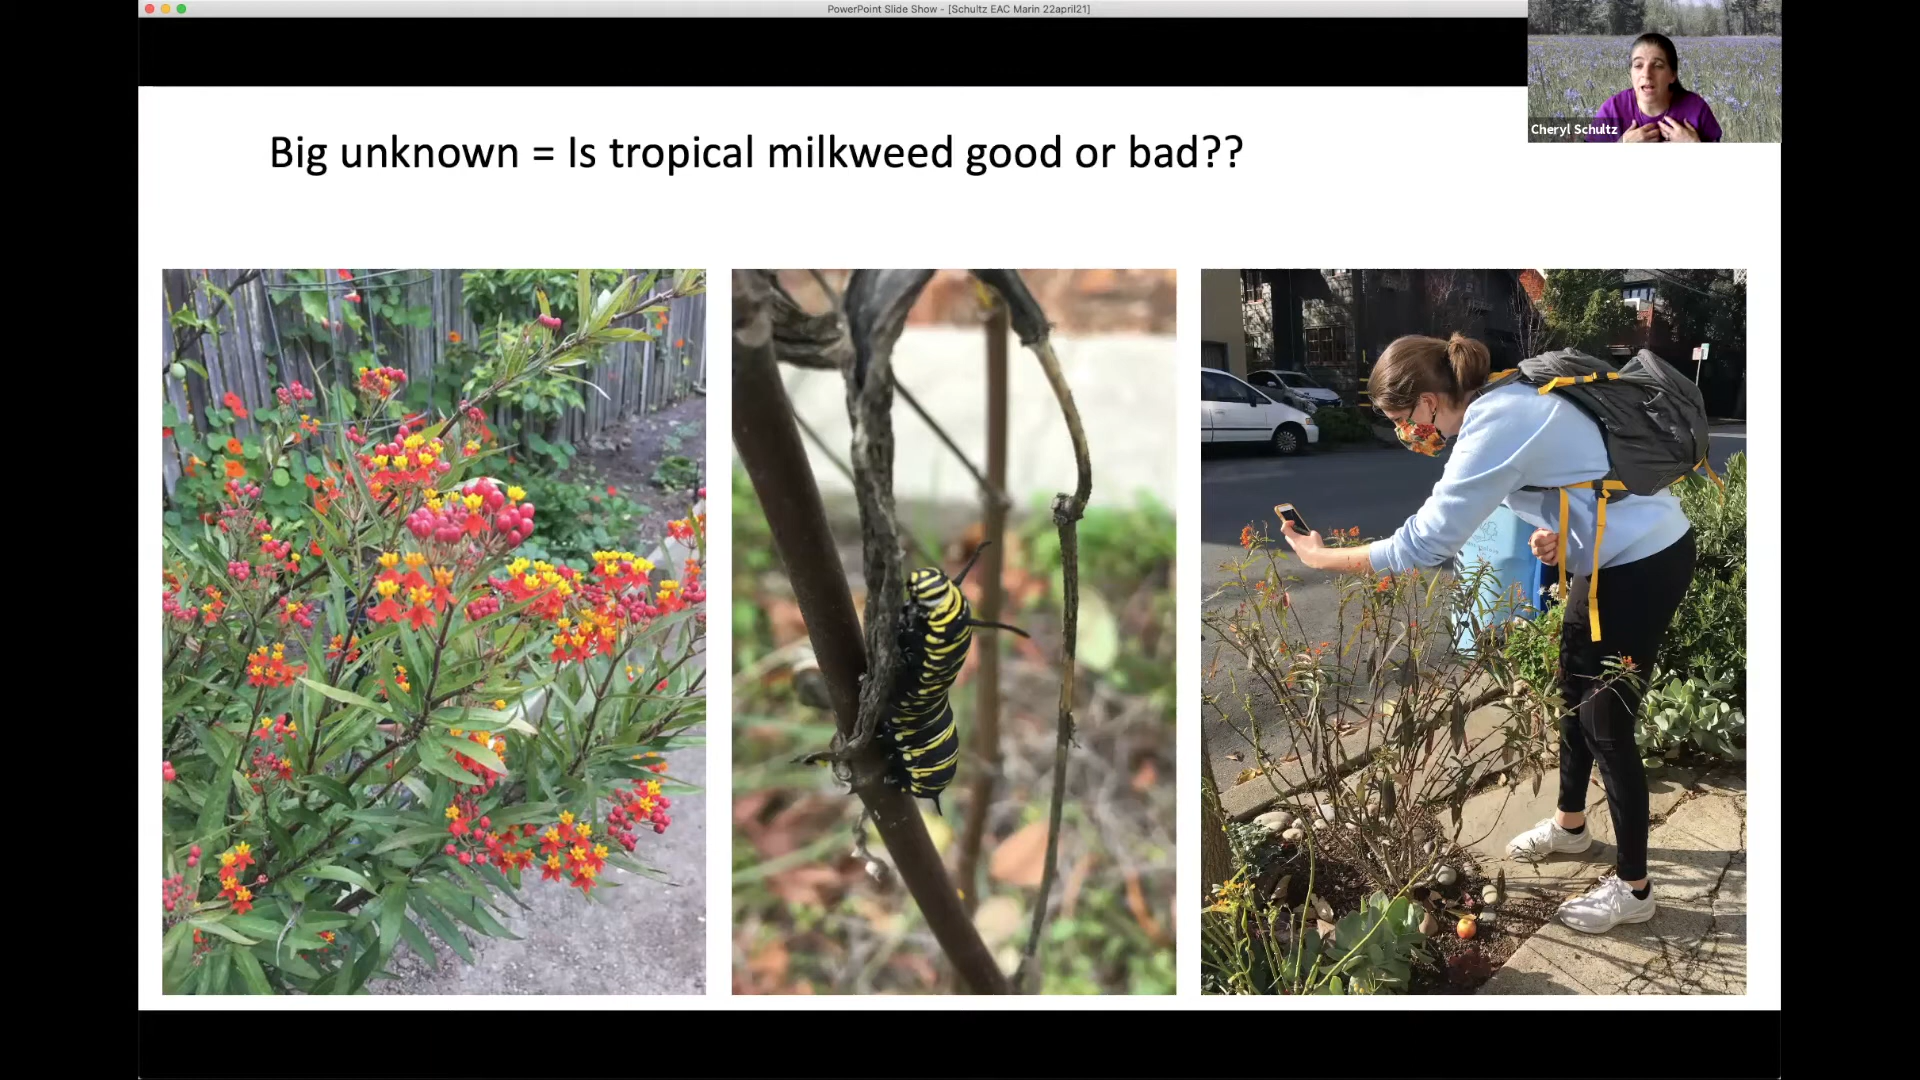 PowerPoint Slide Show - [Schultz EAC Marin 22april21]
Cheryl Schultz
Big unknown = Is tropical milkweed good or bad??